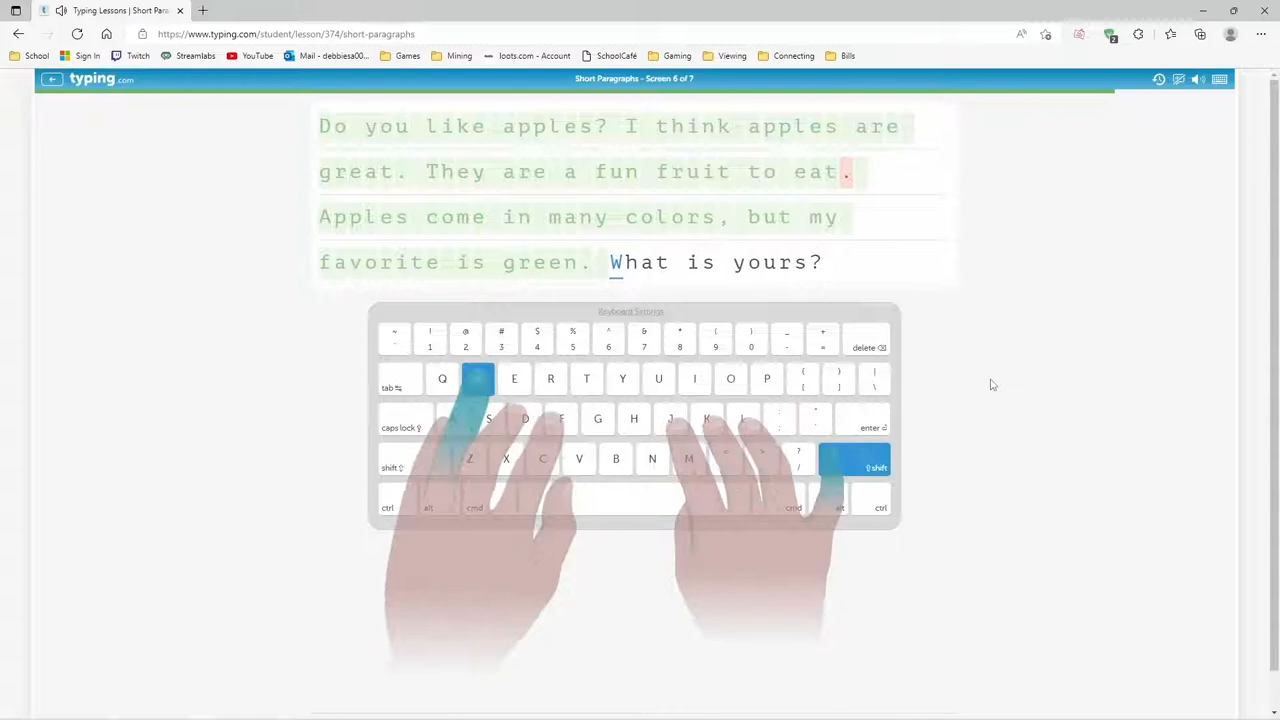 Typing Lessons | Short Para
https://www.typing.com/student/lesson/374/short-paragraphs
School Sign In Twitch Streamlabs YouTube Mail - debbiesa00... Games Mining loots.com - Account SchoolCafé Gaming Viewing Connecting Bills
typing.com
Short Paragraphs - Screen 6 of 7
Do you like apples? I think apples are
great. They are a fun fruit to eat.
Apples come in many colors, but my
favorite is green. What is yours?
Keyboard Settings
~ ! @ # $ % ^ & * ( ) _ +
` 1 2 3 4 5 6 7 8 9 0 - = delete
tab Q E R T Y U I O P { [ } ] | \
caps lock A S D F G H J K L : ; " ' enter
shift Z X C V B N M < > ? / shift
ctrl alt cmd cmd alt ctrl